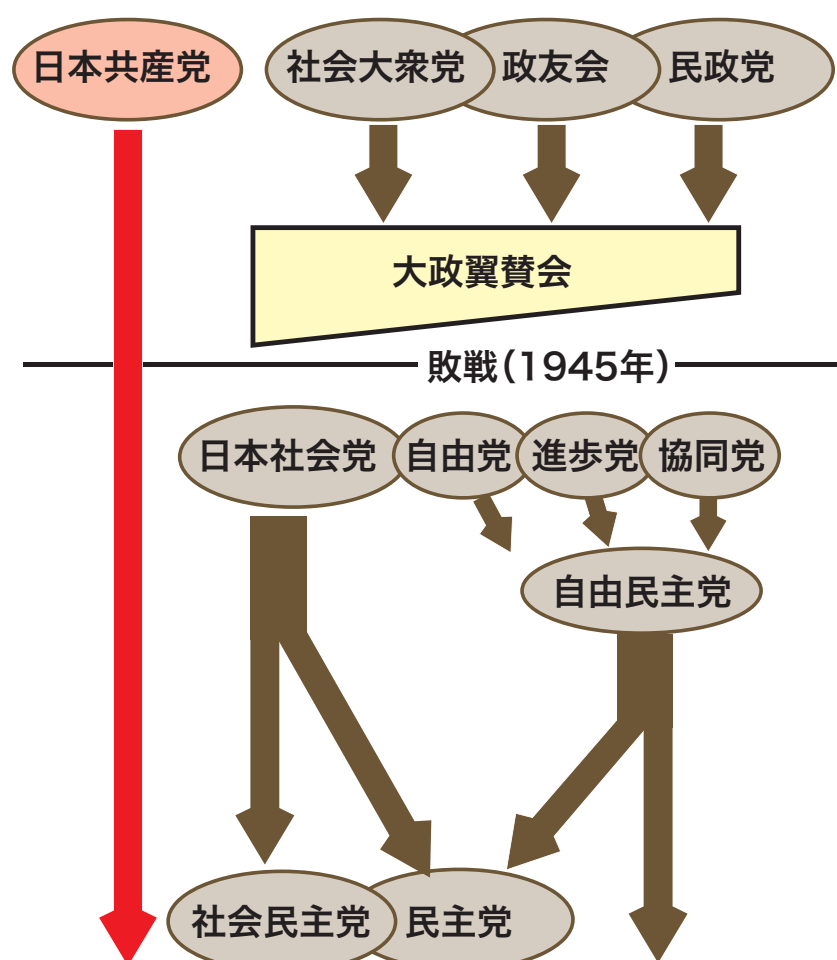 日本共産党
社会大衆党
政友会
民政党
大政翼賛会
敗戦(1945年)
日本社会党
自由党
進歩党
協同党
自由民主党
社会民主党
民主党